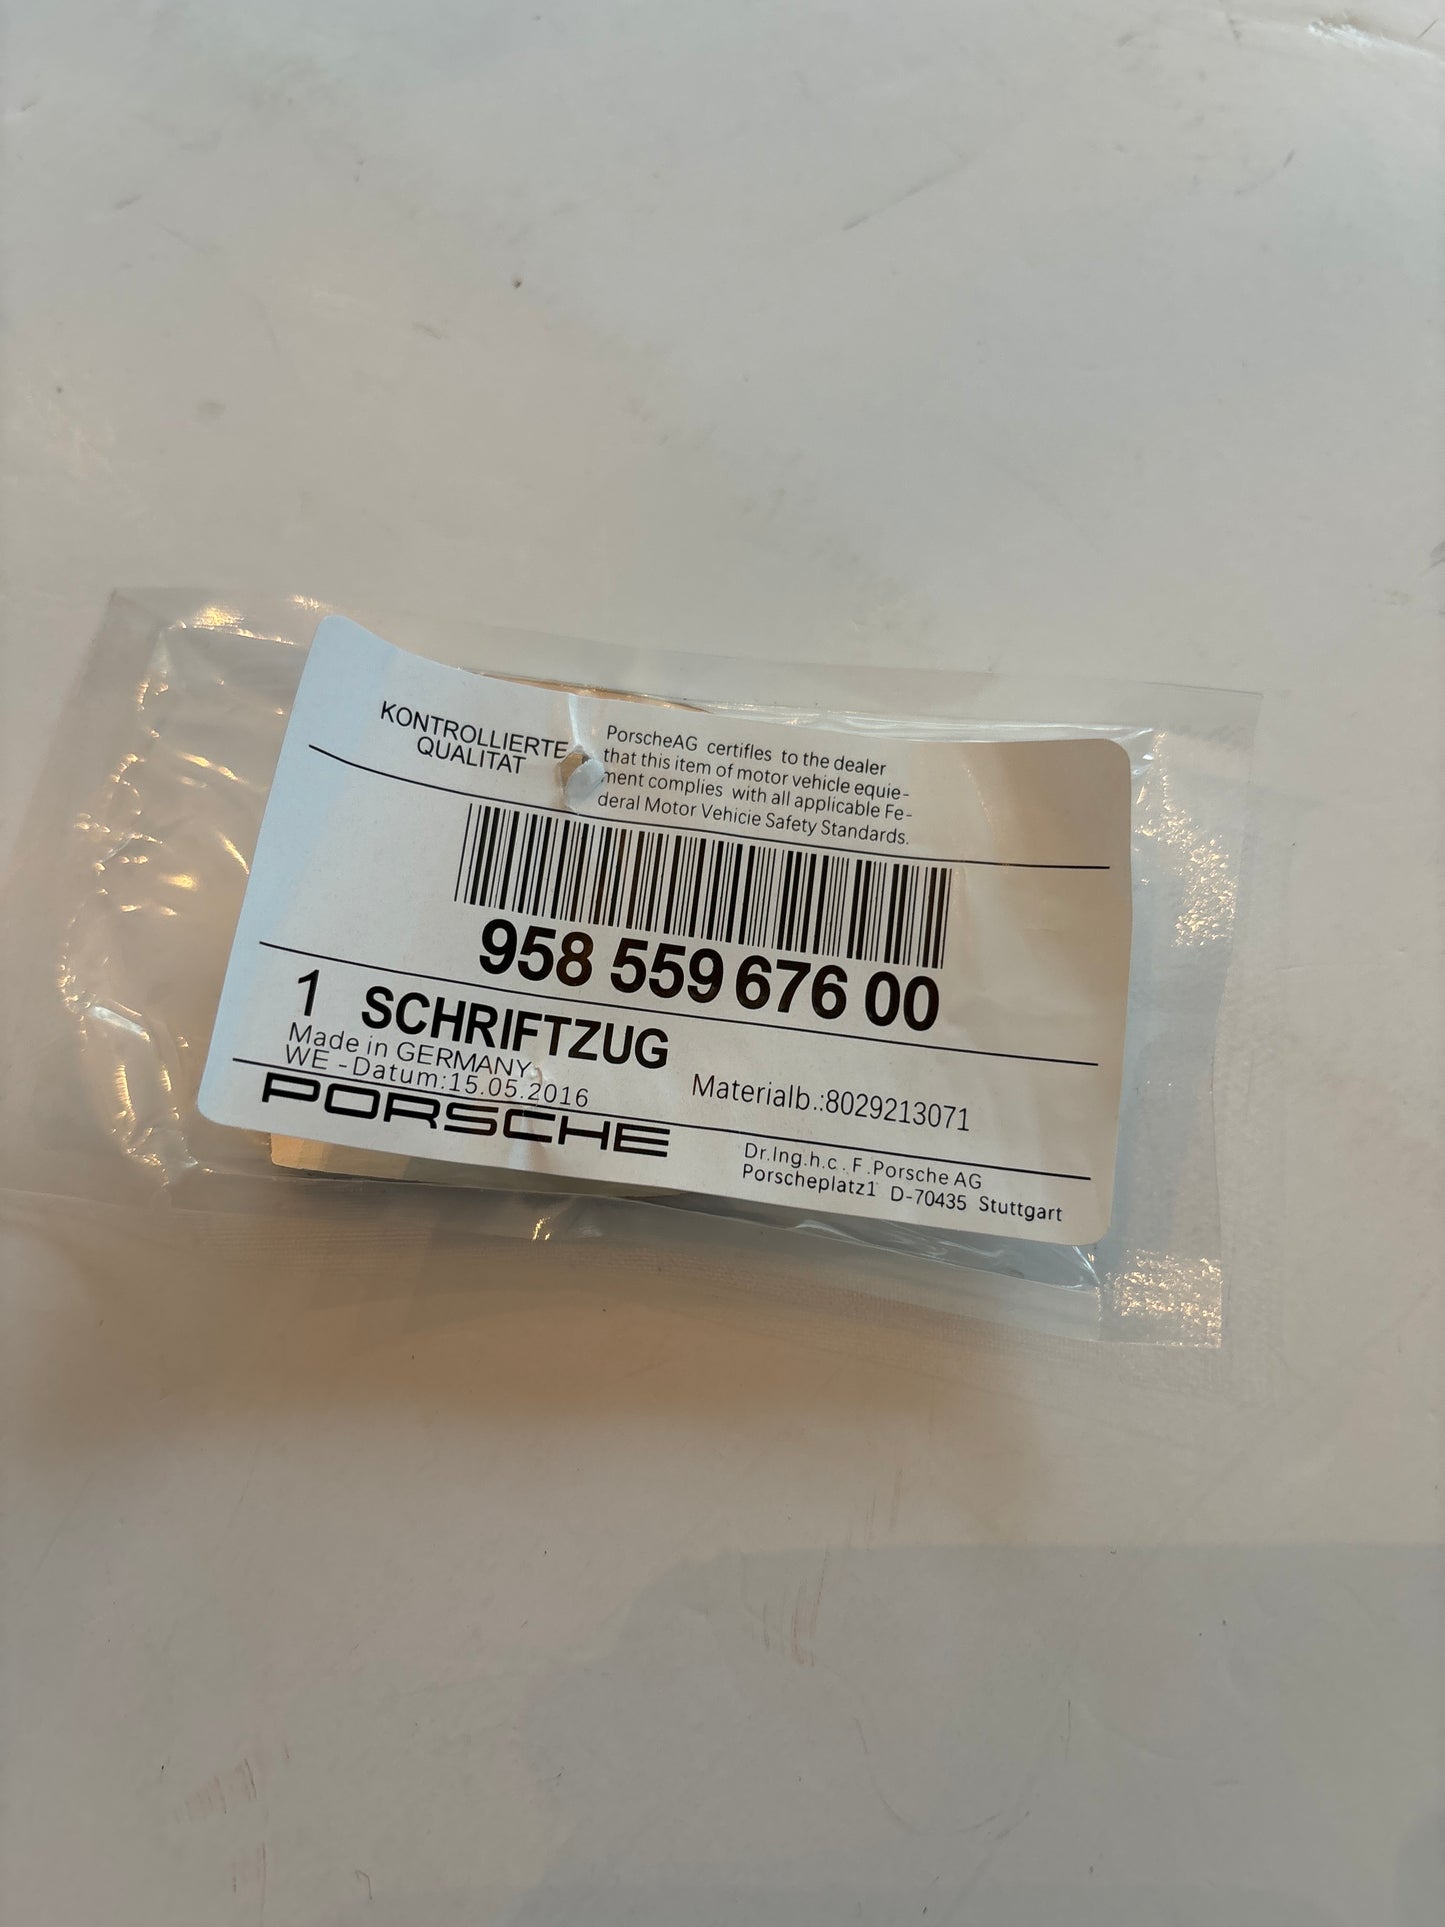 KONTROLLIERTE
QUALITAT
PorscheAG certifles to the dealer
that this item of motor vehicle equie-
ment complies with all applicable Fe-
deral Motor Vehicie Safety Standards.
958 559 676 00
1 SCHRIFTZUG
Made in GERMANY
WE -Datum:15.05.2016
Materialb.:8029213071
PORSCHE
Dr.Ing.h.c. F.Porsche AG
Porscheplatz1 D-70435 Stuttgart